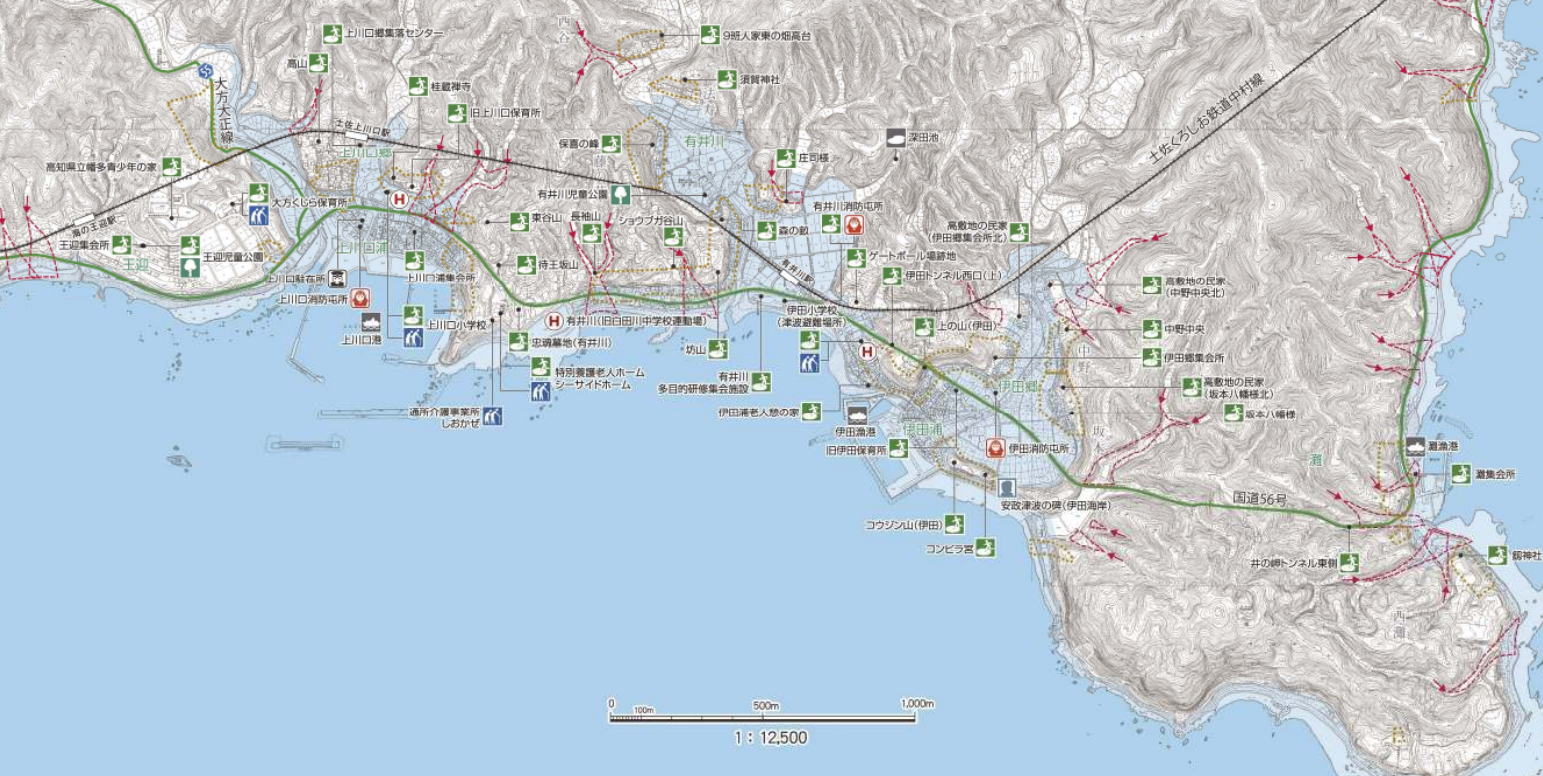 上川口郷集落センター
高山
西谷
9班人家東の畑高台
須賀神社
55
大方大正線
桂蔵禅寺
旧上川口保育所
土佐上川口駅
上川口郷
保喜の峰
有井川
深田池
土佐くろしお鉄道中村線
庄司様
高知県立幡多青少年の家
大方くじら保育所
H
有井川児童公園
東谷山
長袖山
ショウブガ谷山
森の畝
有井川消防屯所
高敷地の民家
(伊田郷集会所北)
海の王迎駅
王迎集会所
王迎
王迎児童公園
上川口浦
上川口浦集会所
待王坂山
有井川駅
ゲートボール場跡地
伊田トンネル西口(上)
高敷地の民家
(中野中央北)
上川口駐在所
上川口消防屯所
上川口港
上川口小学校
H
有井川(旧白田川中学校運動場)
忠魂墓地(有井川)
坊山
伊田小学校
(津波避難場所)
H
上の山(伊田)
中野中央
中野
伊田郷集会所
特別養護老人ホーム
シーサイドホーム
有井川
多目的研修集会施設
伊田郷
高敷地の民家
(坂本八幡様北)
坂本八幡様
通所介護事業所
しおかぜ
伊田浦老人憩の家
伊田漁港
伊田浦
旧伊田保育所
伊田消防屯所
坂本
灘
灘漁港
灘集会所
安政津波の碑(伊田海岸)
国道56号
コウジン山(伊田)
コンピラ宮
井の岬トンネル東側
西灘
0
100m
500m
1,000m
1：12,500